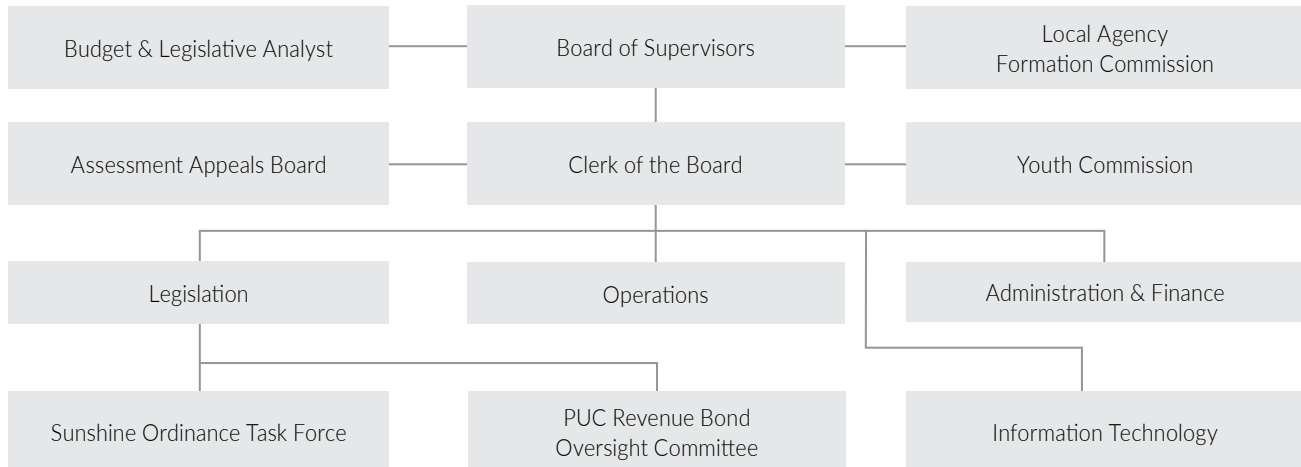 Budget & Legislative Analyst
Board of Supervisors
Local Agency
Formation Commission
Assessment Appeals Board
Clerk of the Board
Youth Commission
Legislation
Operations
Administration & Finance
Sunshine Ordinance Task Force
PUC Revenue Bond
Oversight Committee
Information Technology